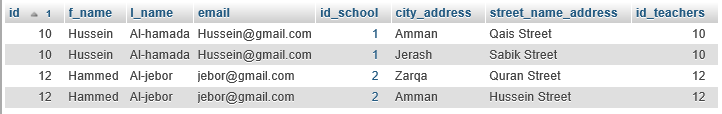 id 1 f_name l_name email id_school city_address street_name_address id_teachers
10 Hussein Al-hamada Hussein@gmail.com 1 Amman Qais Street 10
10 Hussein Al-hamada Hussein@gmail.com 1 Jerash Sabik Street 10
12 Hammed Al-jebor jebor@gmail.com 2 Zarqa Quran Street 12
12 Hammed Al-jebor jebor@gmail.com 2 Amman Hussein Street 12